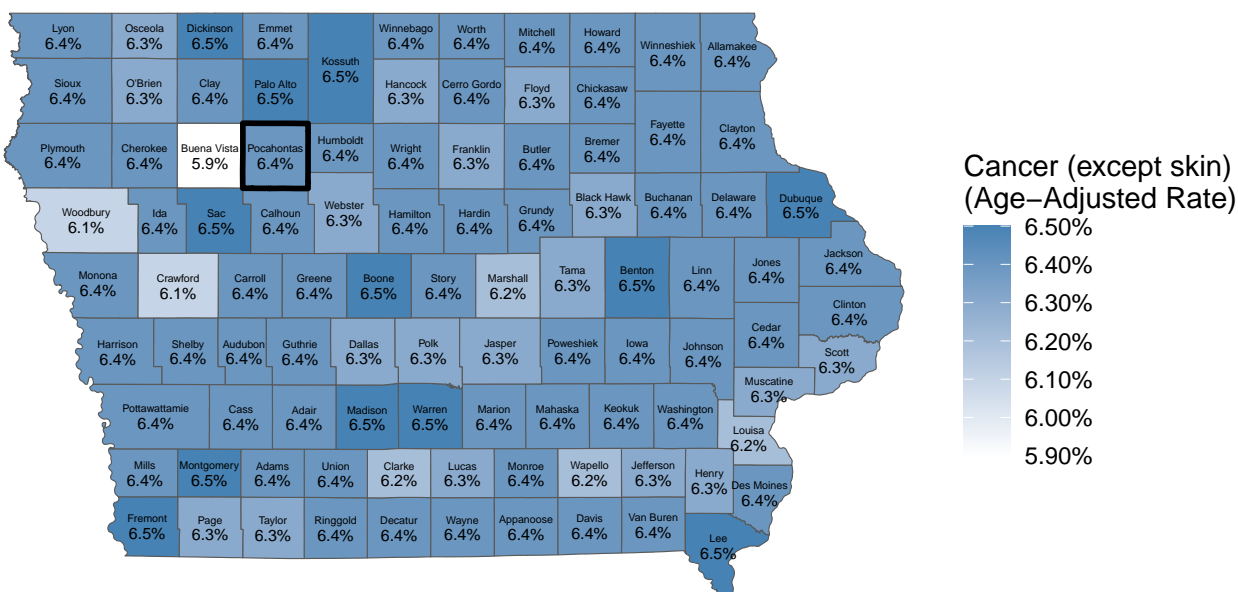 Lyon
6.4%
Osceola
6.3%
Dickinson
6.5%
Emmet
6.4%
Kossuth
6.5%
Winnebago
6.4%
Worth
6.4%
Mitchell
6.4%
Howard
6.4%
Winneshiek
6.4%
Allamakee
6.4%
Sioux
6.4%
O'Brien
6.3%
Clay
6.4%
Palo Alto
6.5%
Hancock
6.3%
Cerro Gordo
6.4%
Floyd
6.3%
Chickasaw
6.4%
Plymouth
6.4%
Cherokee
6.4%
Buena Vista
5.9%
Pocahontas
6.4%
Humboldt
6.4%
Wright
6.4%
Franklin
6.3%
Butler
6.4%
Bremer
6.4%
Fayette
6.4%
Clayton
6.4%
Woodbury
6.1%
Ida
6.4%
Sac
6.5%
Calhoun
6.4%
Webster
6.3%
Hamilton
6.4%
Hardin
6.4%
Grundy
6.4%
Black Hawk
6.3%
Buchanan
6.4%
Delaware
6.4%
Dubuque
6.5%
Monona
6.4%
Crawford
6.1%
Carroll
6.4%
Greene
6.4%
Boone
6.5%
Story
6.4%
Marshall
6.2%
Tama
6.3%
Benton
6.5%
Linn
6.4%
Jones
6.4%
Jackson
6.4%
Clinton
6.4%
Harrison
6.4%
Shelby
6.4%
Audubon
6.4%
Guthrie
6.4%
Dallas
6.3%
Polk
6.3%
Jasper
6.3%
Poweshiek
6.4%
Iowa
6.4%
Johnson
6.4%
Cedar
6.4%
Scott
6.3%
Muscatine
6.3%
Pottawattamie
6.4%
Cass
6.4%
Adair
6.4%
Madison
6.5%
Warren
6.5%
Marion
6.4%
Mahaska
6.4%
Keokuk
6.4%
Washington
6.4%
Louisa
6.2%
Mills
6.4%
Montgomery
6.5%
Adams
6.4%
Union
6.4%
Clarke
6.2%
Lucas
6.3%
Monroe
6.4%
Wapello
6.2%
Jefferson
6.3%
Henry
6.3%
Des Moines
6.4%
Fremont
6.5%
Page
6.3%
Taylor
6.3%
Ringgold
6.4%
Decatur
6.4%
Wayne
6.4%
Appanoose
6.4%
Davis
6.4%
Van Buren
6.4%
Lee
6.5%
Cancer (except skin)
(Age−Adjusted Rate)
6.50%
6.40%
6.30%
6.20%
6.10%
6.00%
5.90%